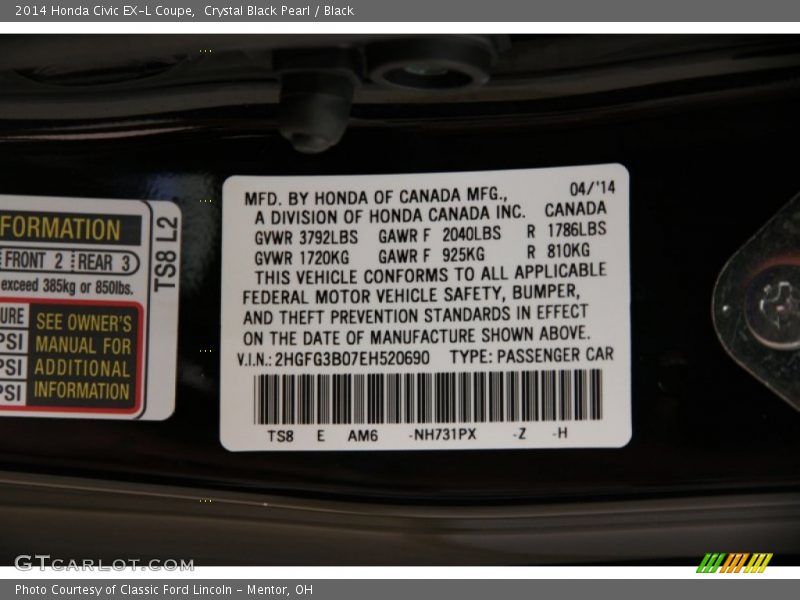 2014 Honda Civic EX-L Coupe,  Crystal Black Pearl / Black
FORMATION
FRONT 2 REAR 3
exceed 385kg or 850lbs.
URE
PSI
PSI
PSI
SEE OWNER'S
MANUAL FOR
ADDITIONAL
INFORMATION
TS8 L2
MFD. BY HONDA OF CANADA MFG., 04/'14
A DIVISION OF HONDA CANADA INC. CANADA
GVWR 3792LBS GAWR F 2040LBS R 1786LBS
GVWR 1720KG GAWR F 925KG R 810KG
THIS VEHICLE CONFORMS TO ALL APPLICABLE
FEDERAL MOTOR VEHICLE SAFETY, BUMPER,
AND THEFT PREVENTION STANDARDS IN EFFECT
ON THE DATE OF MANUFACTURE SHOWN ABOVE.
V.I.N.: 2HGFG3B07EH520690 TYPE: PASSENGER CAR
TS8 E AM6 -NH731PX -Z -H
GTCARLOT.COM
Photo Courtesy of Classic Ford Lincoln - Mentor, OH